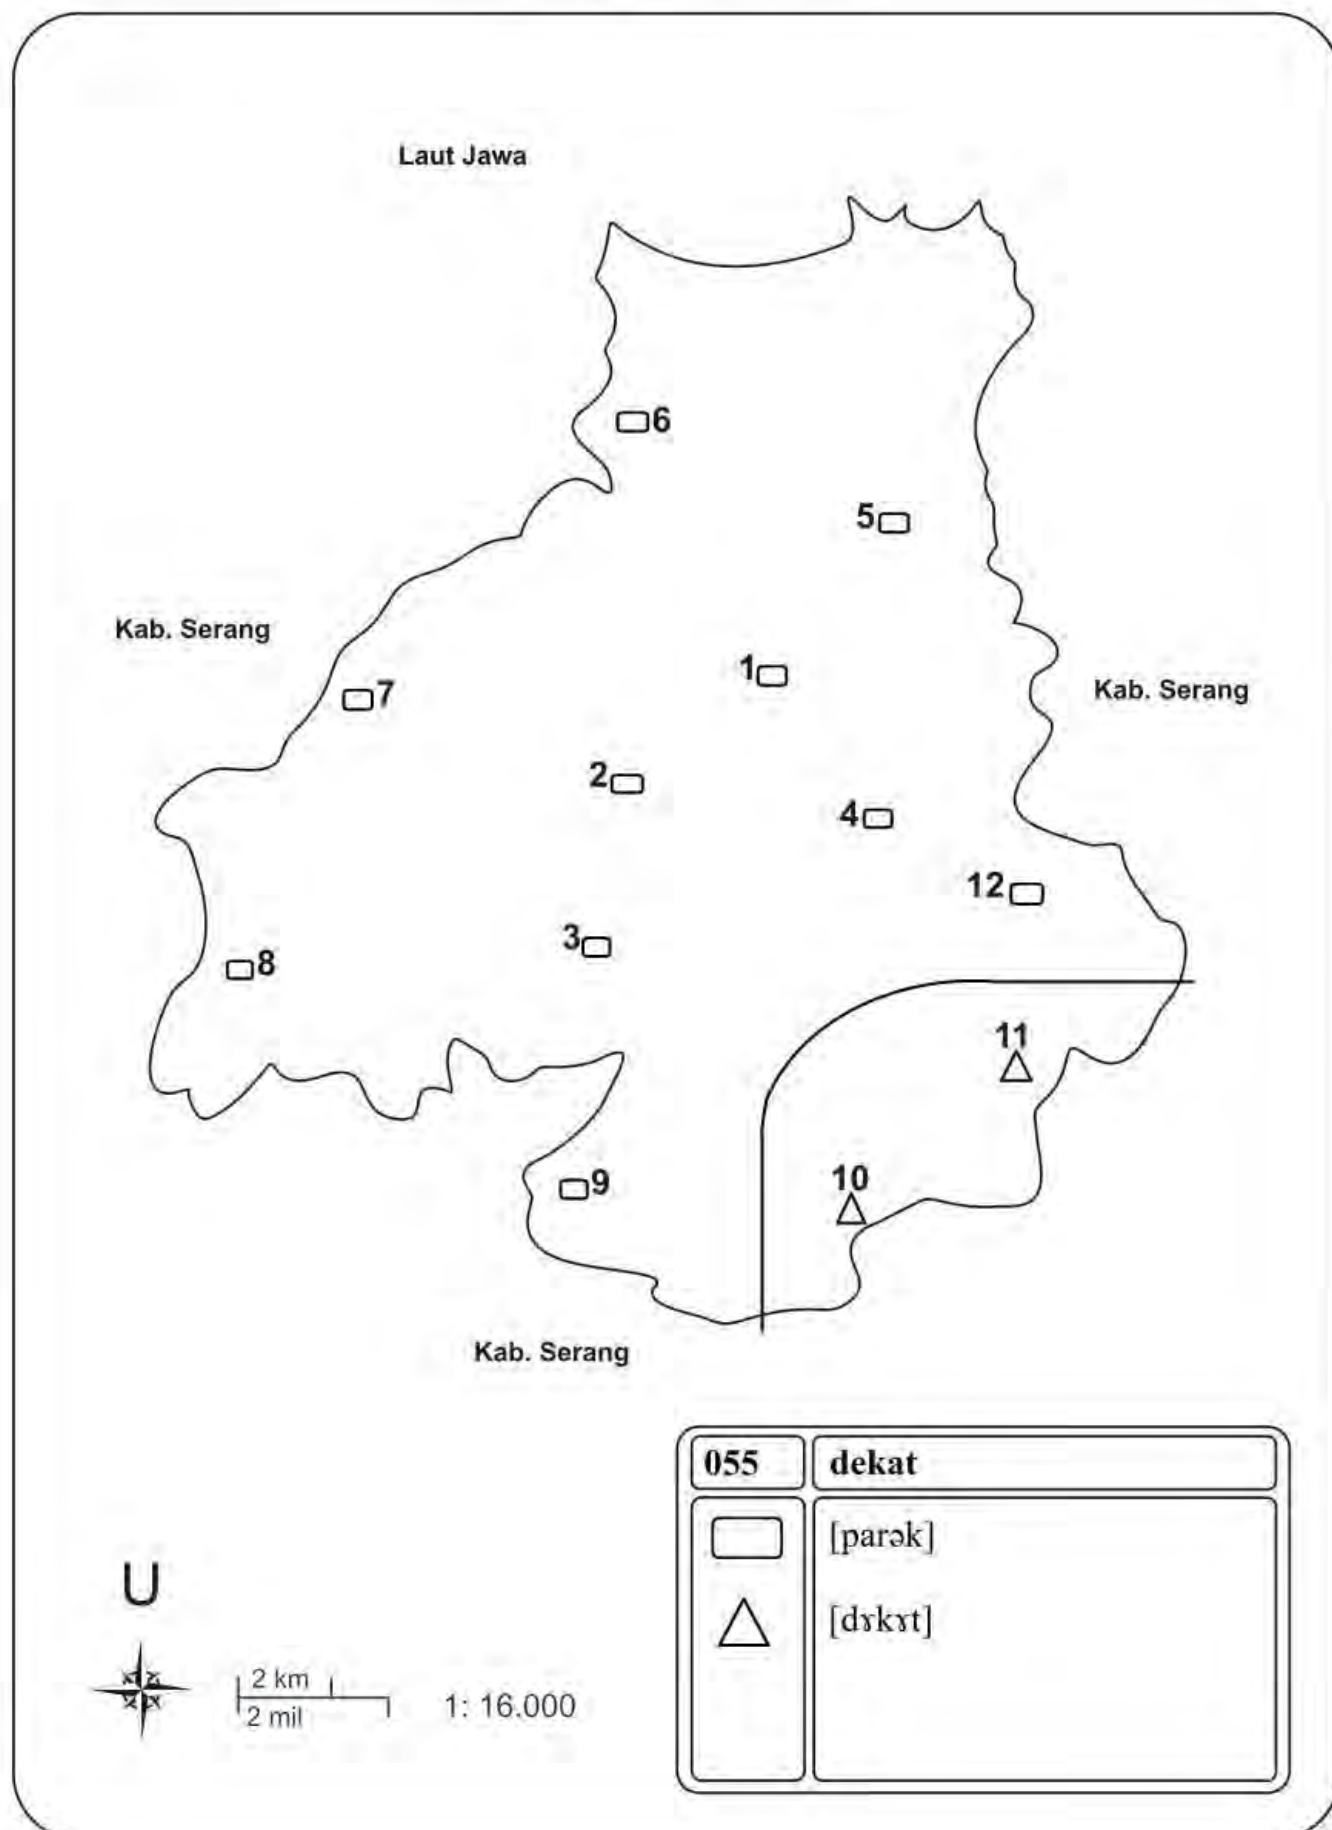 Laut Jawa
6
5
Kab. Serang
1
Kab. Serang
7
2
4
12
3
8
11
10
9
Kab. Serang
055 dekat
[parək]
[dɤkɤt]
U
2 km
2 mil
1: 16.000